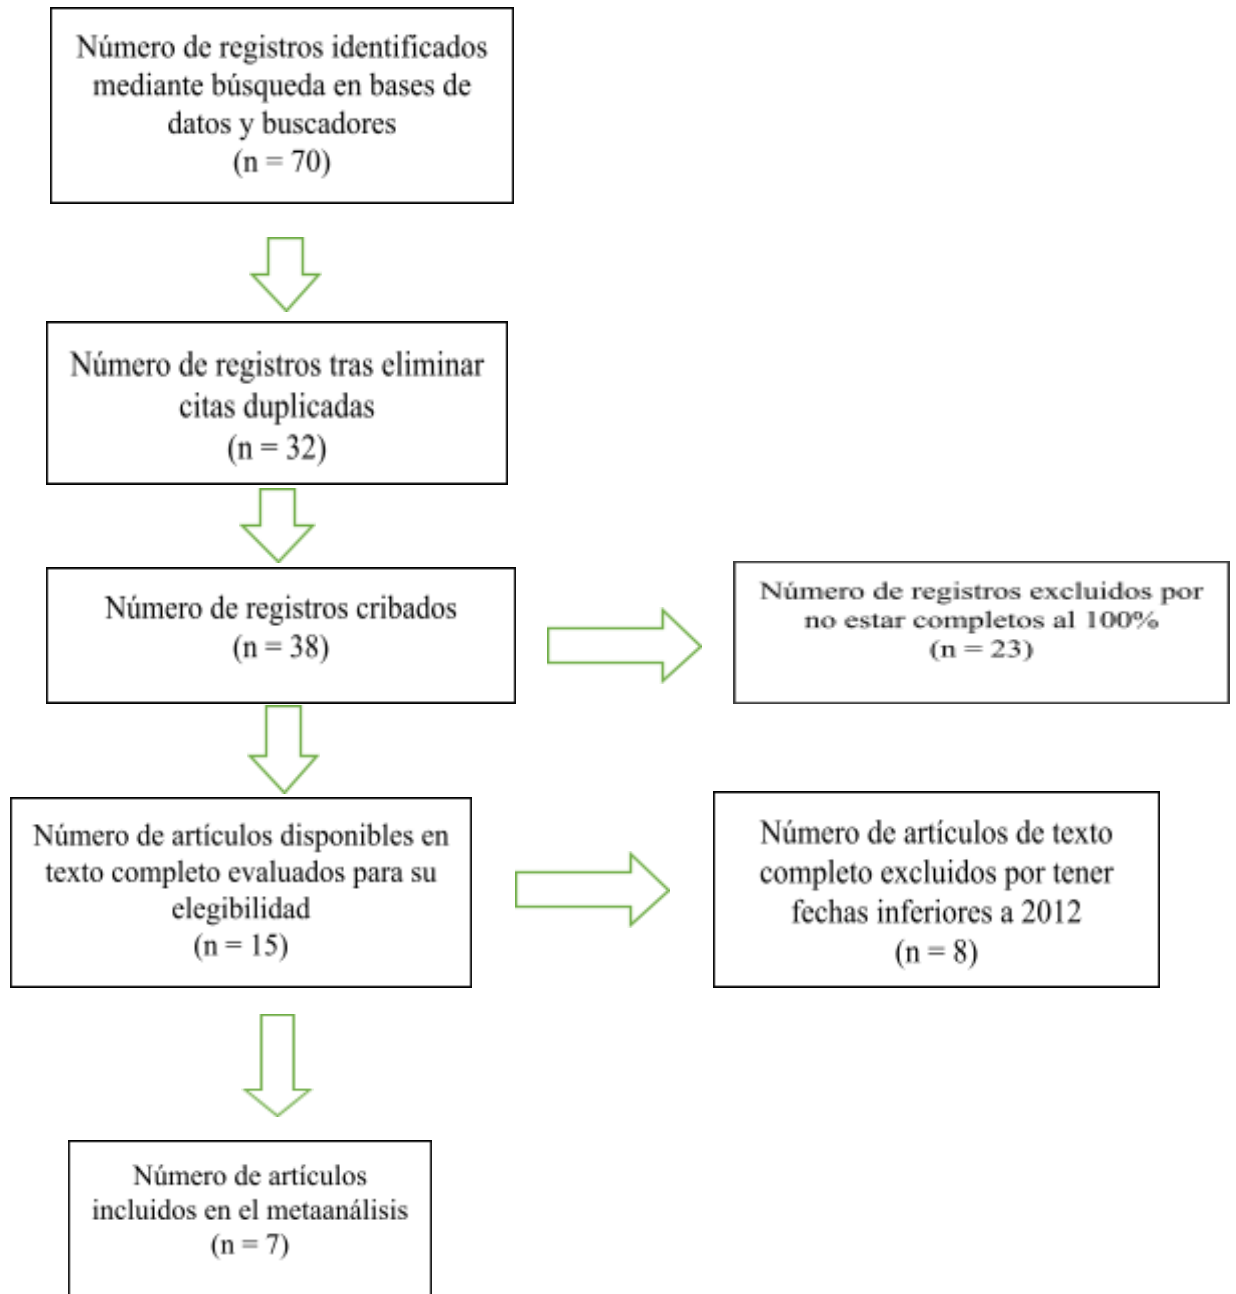 Número de registros identificados
mediante búsqueda en bases de
datos y buscadores
(n = 70)
Número de registros tras eliminar
citas duplicadas
(n = 32)
Número de registros cribados
(n = 38)
Número de registros excluidos por
no estar completos al 100%
(n = 23)
Número de artículos disponibles en
texto completo evaluados para su
elegibilidad
(n = 15)
Número de artículos de texto
completo excluidos por tener
fechas inferiores a 2012
(n = 8)
Número de artículos
incluidos en el metaanálisis
(n = 7)